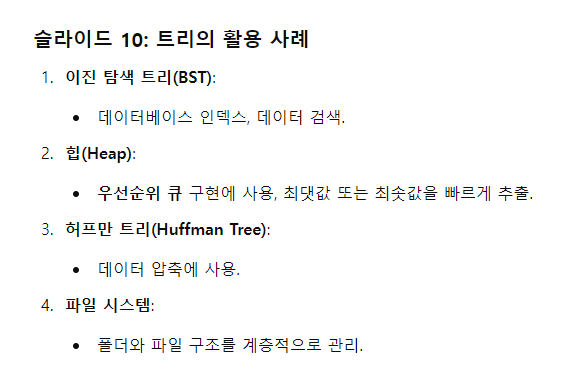 슬라이드 10: 트리의 활용 사례
1. 이진 탐색 트리(BST):
• 데이터베이스 인덱스, 데이터 검색.
2. 힙(Heap):
• 우선순위 큐 구현에 사용, 최댓값 또는 최솟값을 빠르게 추출.
3. 허프만 트리(Huffman Tree):
• 데이터 압축에 사용.
4. 파일 시스템:
• 폴더와 파일 구조를 계층적으로 관리.